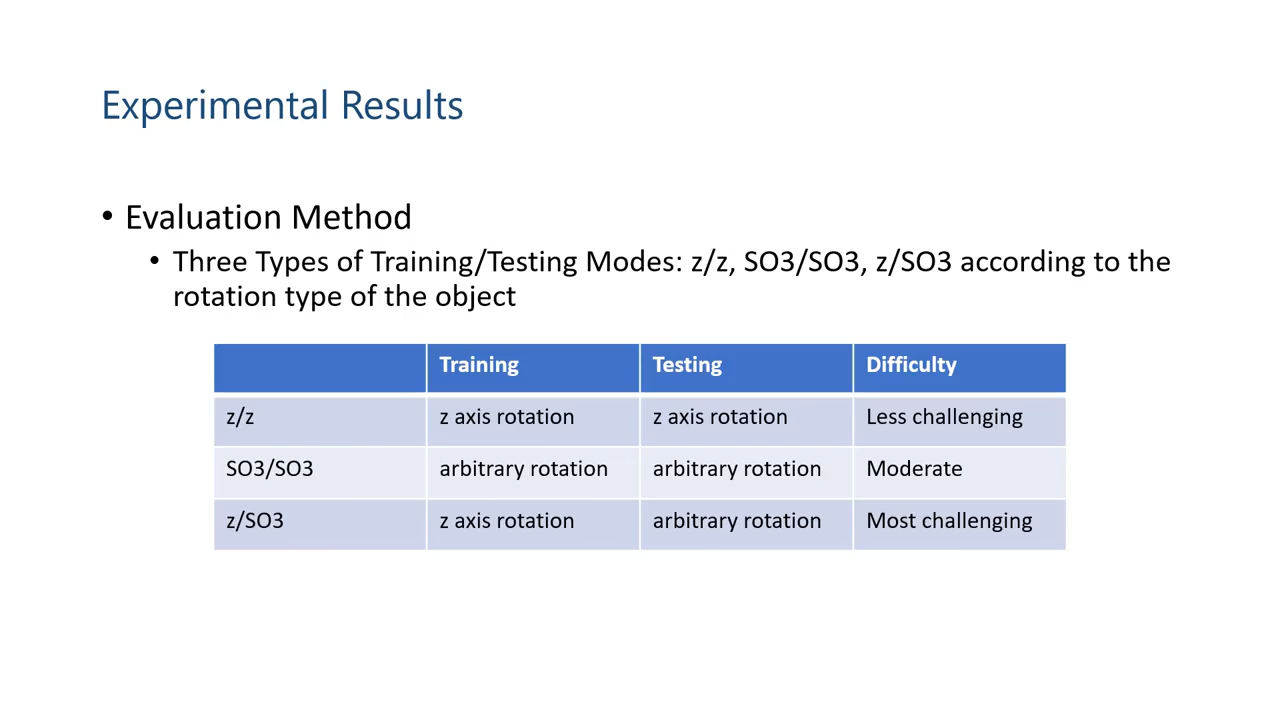 Experimental Results
• Evaluation Method
• Three Types of Training/Testing Modes: z/z, SO3/SO3, z/SO3 according to the
rotation type of the object
Training Testing Difficulty
z/z z axis rotation z axis rotation Less challenging
SO3/SO3 arbitrary rotation arbitrary rotation Moderate
z/SO3 z axis rotation arbitrary rotation Most challenging